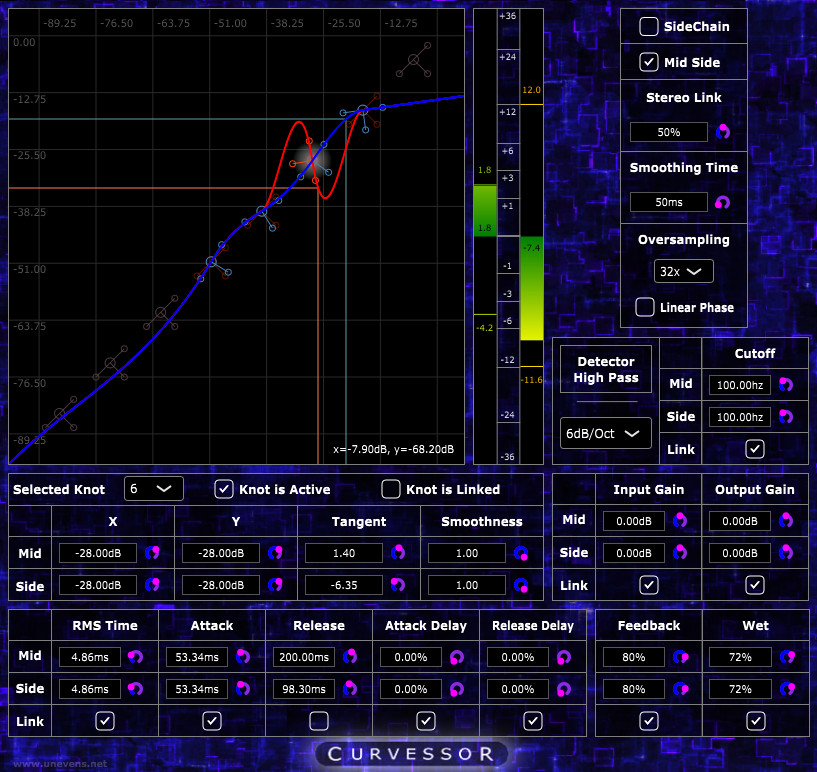 -89.25 -76.50 -63.75 -51.00 -38.25 -25.50 -12.75
0.00
-12.75
-25.50
-38.25
-51.00
-63.75
-76.50
-89.25
x=-7.90dB, y=-68.20dB
+36
+24
12.0
+12
+6
1.8
+3
+1
1.8
-7.4
-1
-3
-4.2
-6
-12
-11.6
-24
-36
SideChain
Mid Side
Stereo Link
50%
Smoothing Time
50ms
Oversampling
32x
Linear Phase
Detector
High Pass
6dB/Oct
Cutoff
Mid 100.00hz
Side 100.00hz
Link
Selected Knot 6 Knot is Active Knot is Linked
X Y Tangent Smoothness
Mid -28.00dB -28.00dB 1.40 1.00
Side -28.00dB -28.00dB -6.35 1.00
Input Gain Output Gain
Mid 0.00dB 0.00dB
Side 0.00dB 0.00dB
Link
RMS Time Attack Release Attack Delay Release Delay
Mid 4.86ms 53.34ms 200.00ms 0.00% 0.00%
Side 4.86ms 53.34ms 98.30ms 0.00% 0.00%
Link
Feedback Wet
80% 72%
80% 72%
CURVESSOR
www.unevens.net